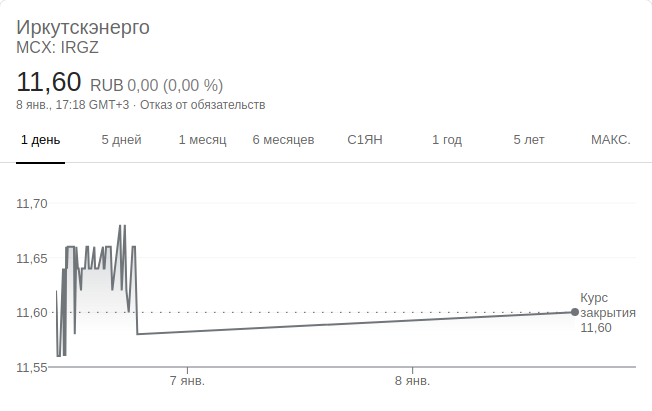 Иркутскэнерго
MCX: IRGZ
11,60 RUB 0,00 (0,00 %)
8 янв., 17:18 GMT+3 · Отказ от обязательств
1 день 5 дней 1 месяц 6 месяцев С1ЯН 1 год 5 лет МАКС.
11,70
11,65
11,60
11,55
Курс
закрытия
11,60
7 янв. 8 янв.